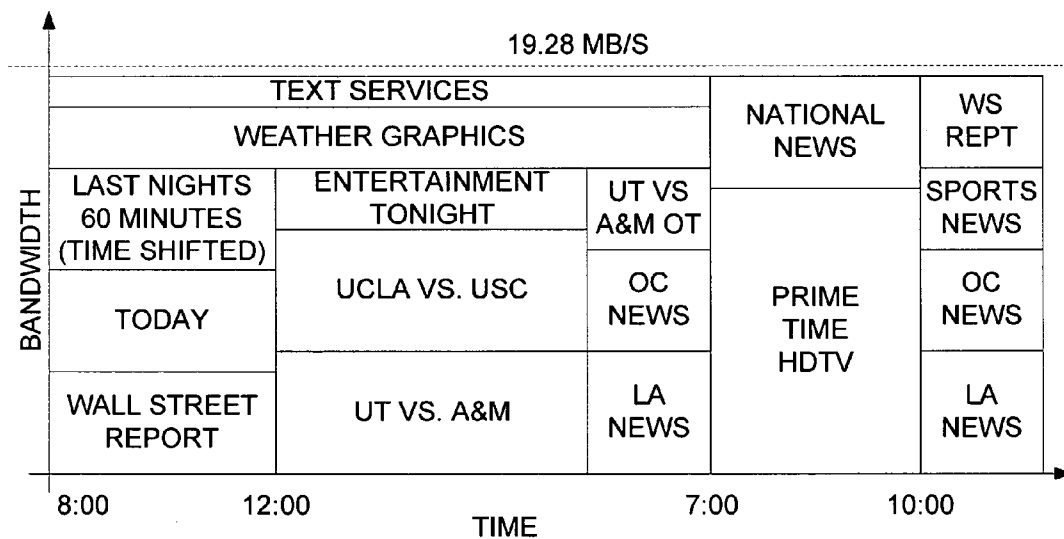 19.28 MB/S
TEXT SERVICES
WEATHER GRAPHICS
NATIONAL
NEWS
WS
REPT
LAST NIGHTS
60 MINUTES
(TIME SHIFTED)
ENTERTAINMENT
TONIGHT
UT VS
A&M OT
SPORTS
NEWS
BANDWIDTH
TODAY
UCLA VS. USC
OC
NEWS
PRIME
TIME
HDTV
OC
NEWS
WALL STREET
REPORT
UT VS. A&M
LA
NEWS
LA
NEWS
8:00
12:00
7:00
10:00
TIME